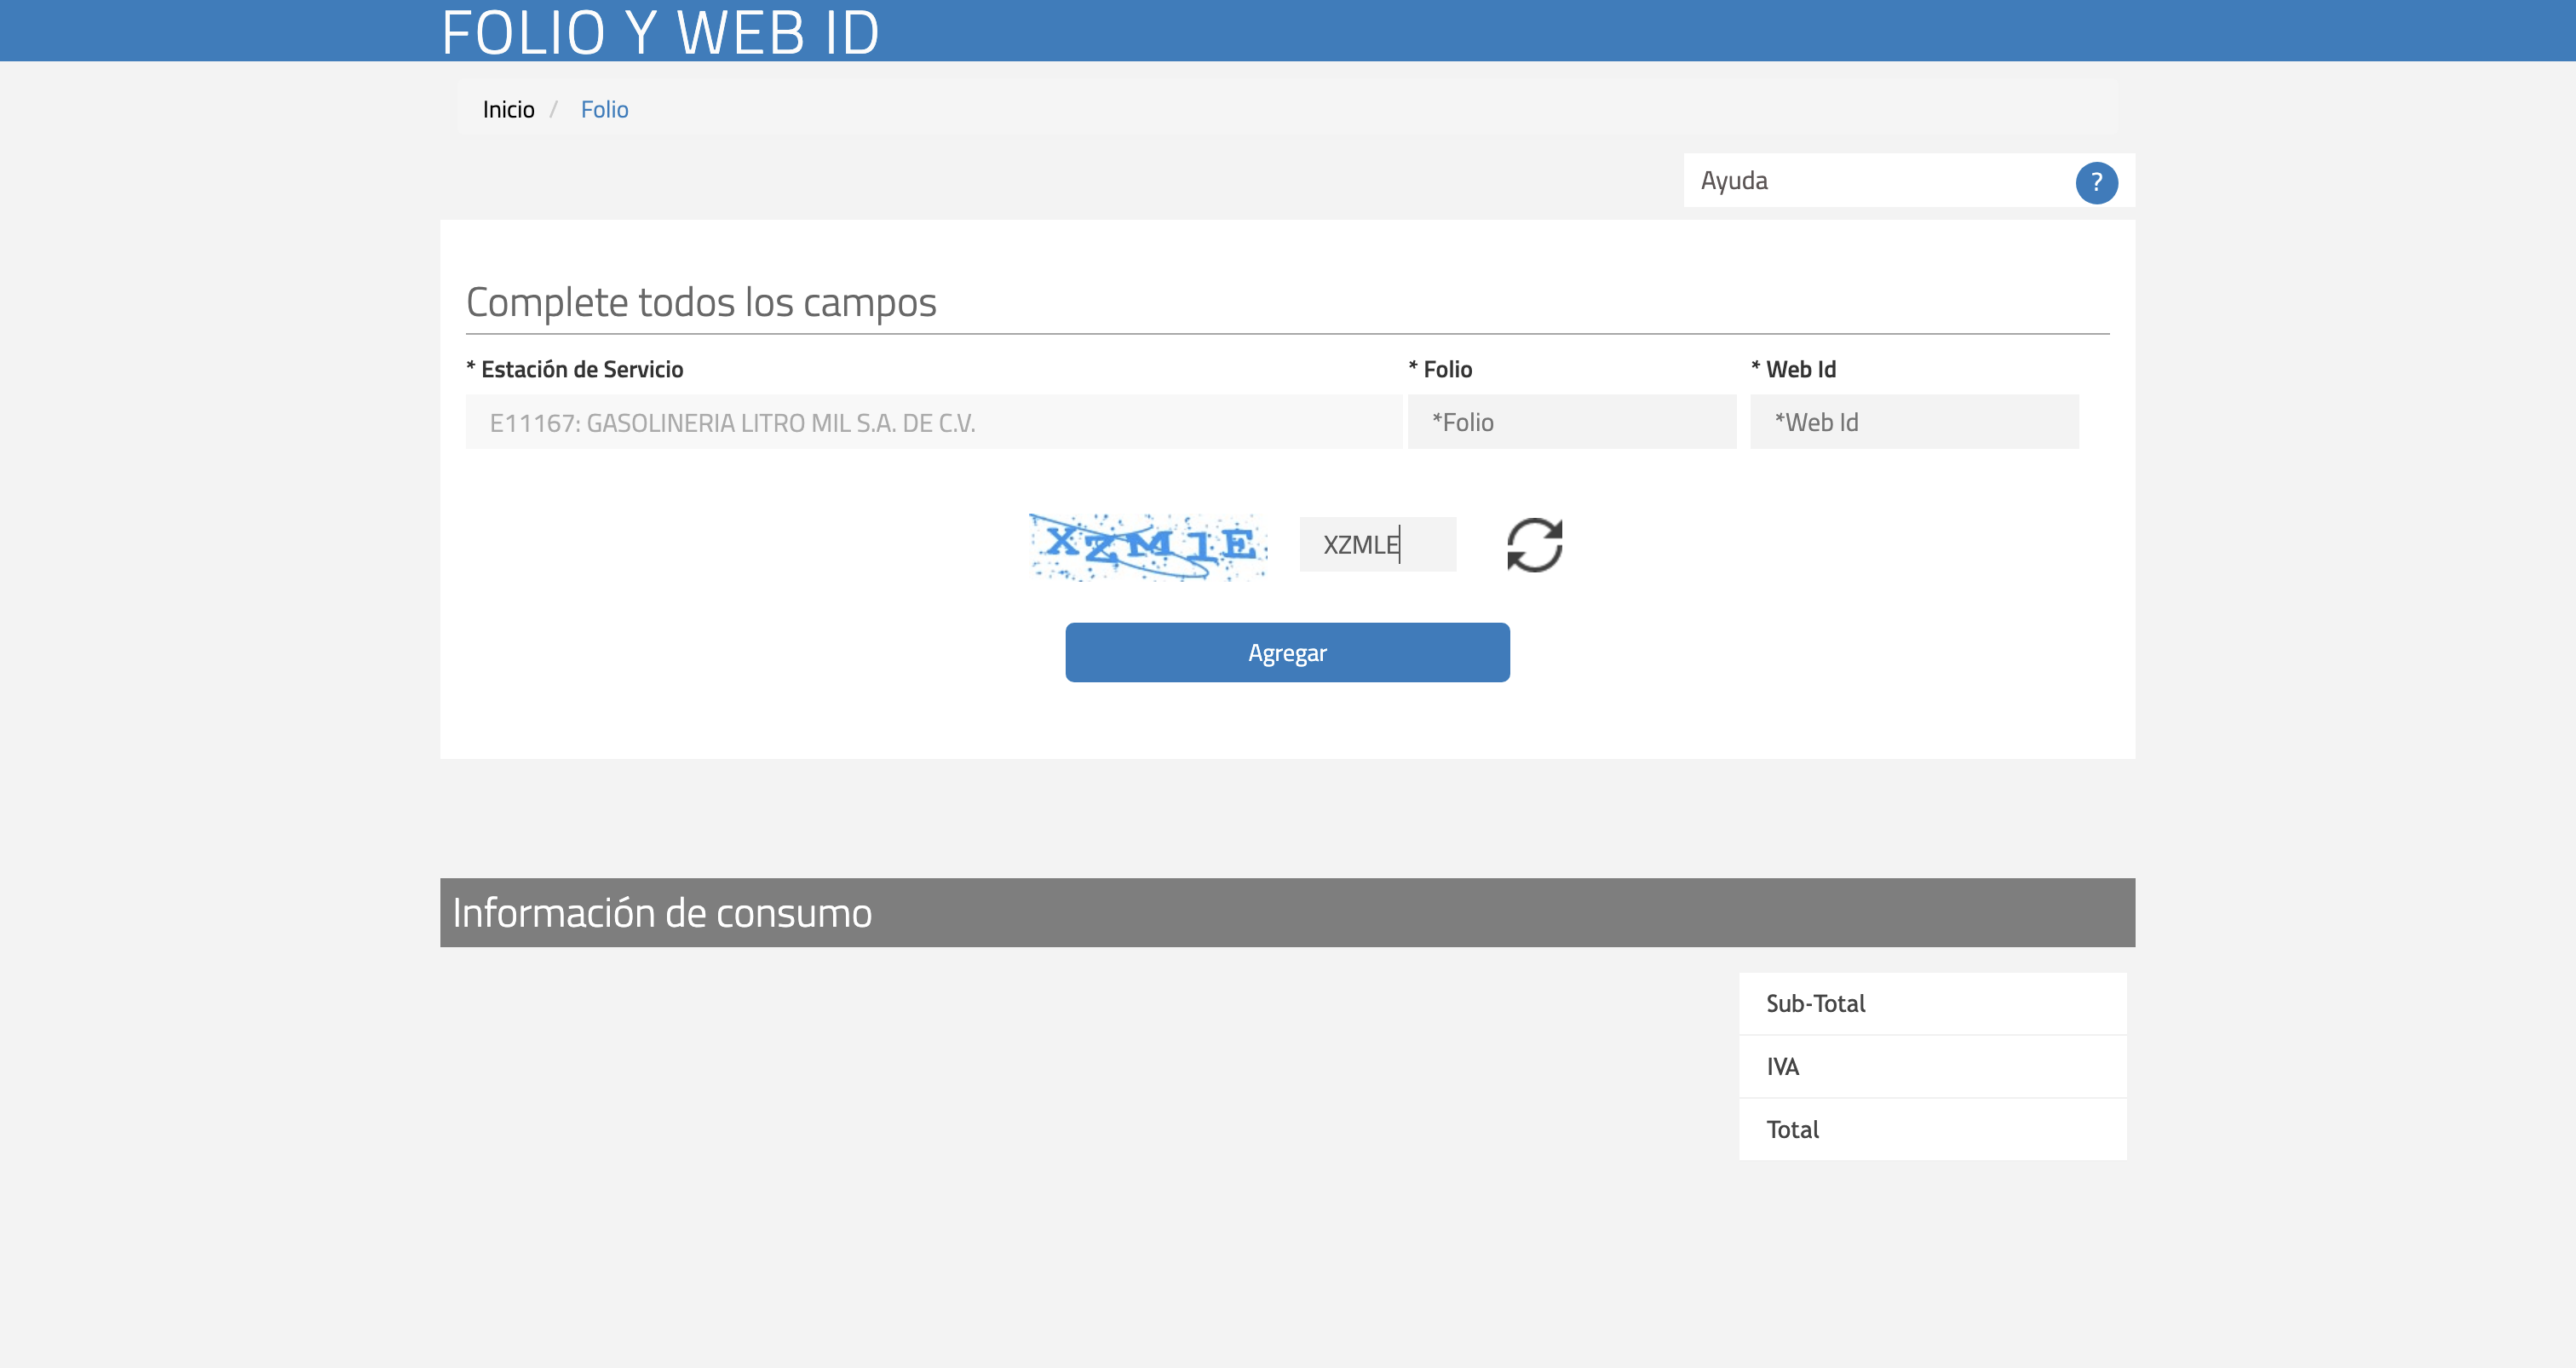 FOLIO Y WEB ID
Inicio / Folio
Ayuda ?
Complete todos los campos
* Estación de Servicio * Folio * Web Id
E11167: GASOLINERIA LITRO MIL S.A. DE C.V. *Folio *Web Id
XZMLE
Agregar
Información de consumo
Sub-Total
IVA
Total